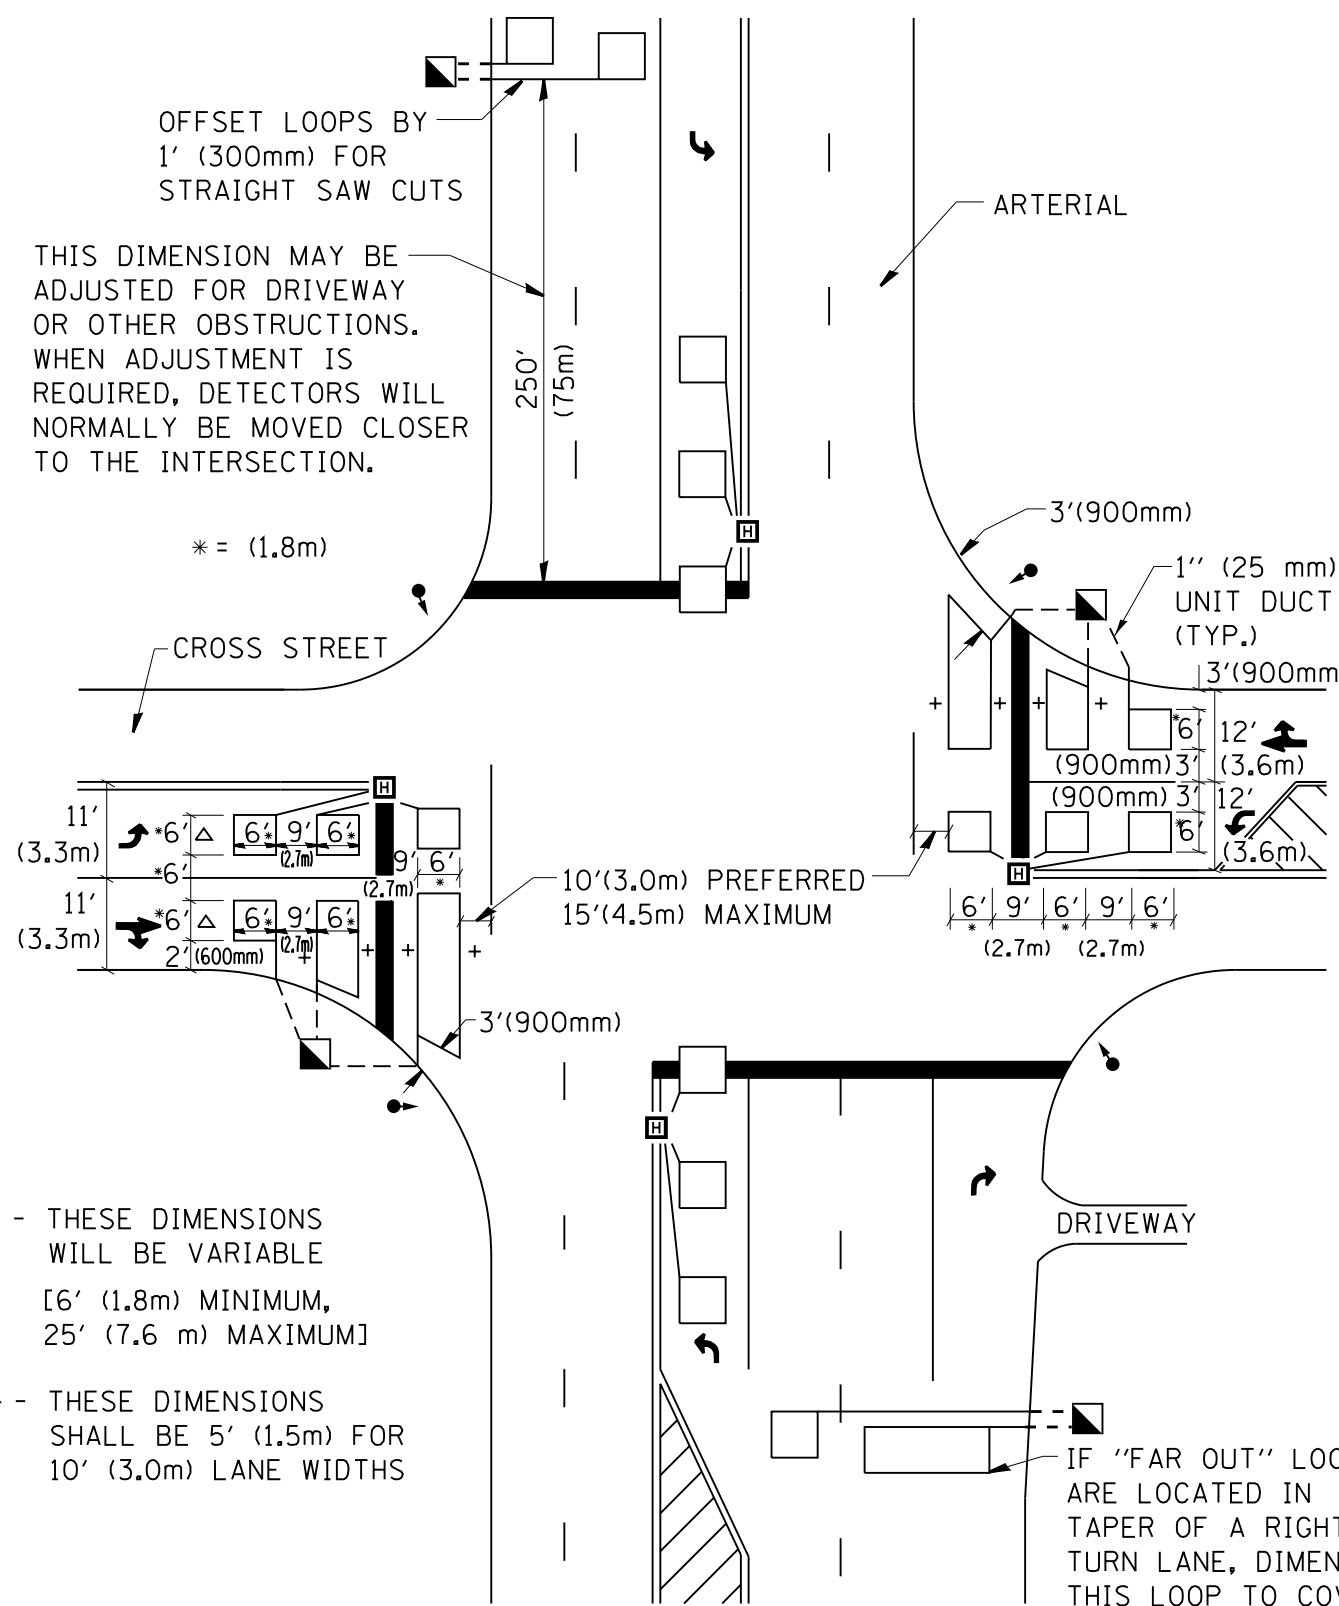 OFFSET LOOPS BY
1' (300mm) FOR
STRAIGHT SAW CUTS
THIS DIMENSION MAY BE
ADJUSTED FOR DRIVEWAY
OR OTHER OBSTRUCTIONS.
WHEN ADJUSTMENT IS
REQUIRED, DETECTORS WILL
NORMALLY BE MOVED CLOSER
TO THE INTERSECTION.
250'
(75m)
ARTERIAL
* = (1.8m)
H
3'(900mm)
1'' (25 mm)
UNIT DUCT
(TYP.)
CROSS STREET
3'(900mm
+ + + +
* 6'
12'
(3.6m)
(900mm) 3'
(900mm) 3'
12'
* 6'
(3.6m)
H
6' 9' 6' 9' 6'
* * *
(2.7m) (2.7m)
H
11'
(3.3m)
*6' △
6'* 9' 6'*
(2.7m)
*6'
9' 6'
(2.7m) *
11'
(3.3m)
*6' △
6'* 9' 6'*
(2.7m)
2' (600mm)
+ + + +
10'(3.0m) PREFERRED
15'(4.5m) MAXIMUM
3'(900mm)
H
DRIVEWAY
- THESE DIMENSIONS
WILL BE VARIABLE
[6' (1.8m) MINIMUM,
25' (7.6 m) MAXIMUM]
- THESE DIMENSIONS
SHALL BE 5' (1.5m) FOR
10' (3.0m) LANE WIDTHS
IF ''FAR OUT'' LOO
ARE LOCATED IN
TAPER OF A RIGHT
TURN LANE, DIMEN
THIS LOOP TO COV